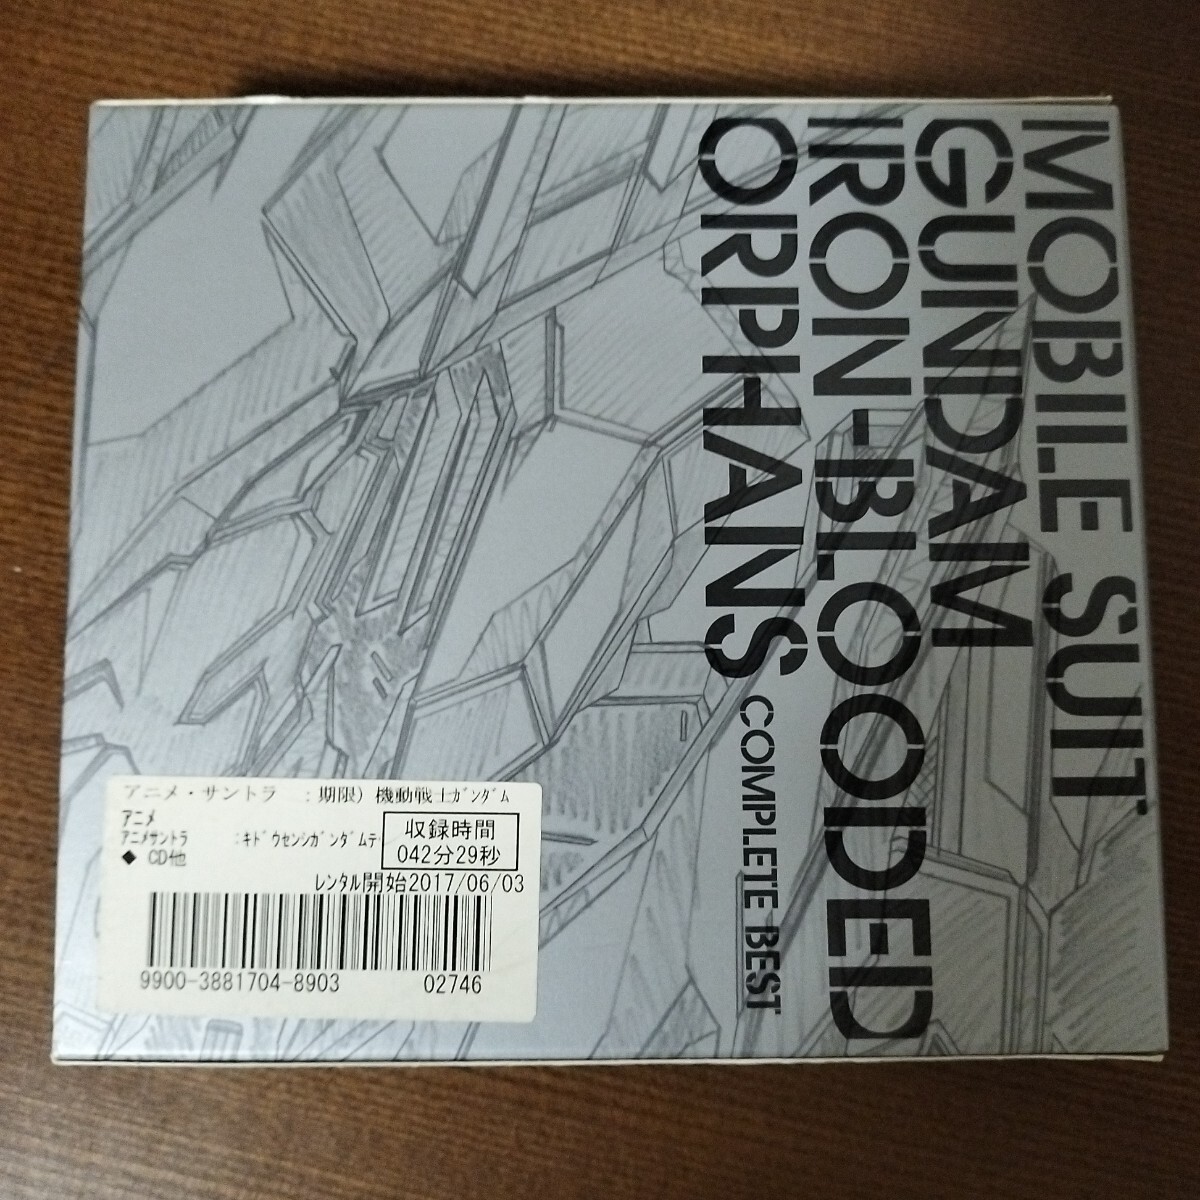 MOBILE SUIT
GUNDAM
IRON-BLOODED
ORPHANS COMPLETE BEST
アニメ・サントラ :期限)機動戦士ガンダム
アニメ
アニメサントラ :キドウセンシガンダムテ
収録時間
042分29秒
◆ CD他
レンタル開始2017/06/03
9900-3881704-8903 02746